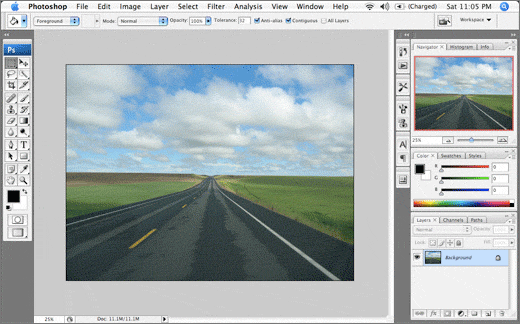 Photoshop File Edit Image Layer Select Filter Analysis View Window Help (Charged) Sat 11:05 PM
Foreground Mode: Normal Opacity: 100% Tolerance: 32 Anti-alias Contiguous All Layers Workspace
Ps
Navigator × Histogram Info
25%
Color × Swatches Styles
R 0
G 0
B 0
Layers × Channels Paths
Normal Opacity:
Lock: Fill:
Background
25% Doc: 11.1M/11.1M
T
A